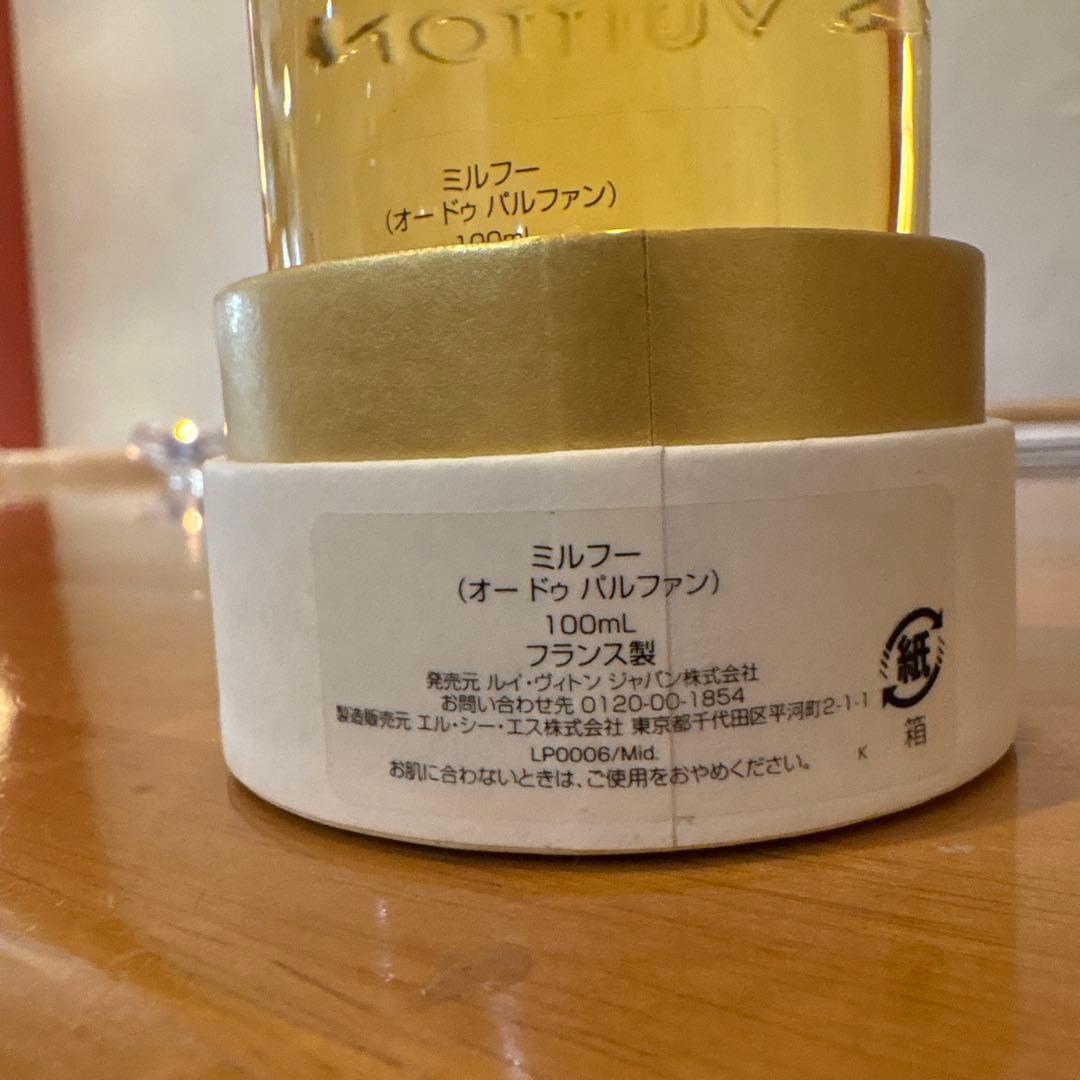 S VUITTON
ミルフー
(オー ドゥ パルファン)
100mL
ミルフー
(オー ドゥ パルファン)
100mL
フランス製
発売元 ルイ・ヴィトン ジャパン株式会社
お問い合わせ先 0120-00-1854
製造販売元 エル・シー・エス株式会社 東京都千代田区平河町2-1-1
LP0006/Mid.
K
お肌に合わないときは、ご使用をおやめください。
紙
箱